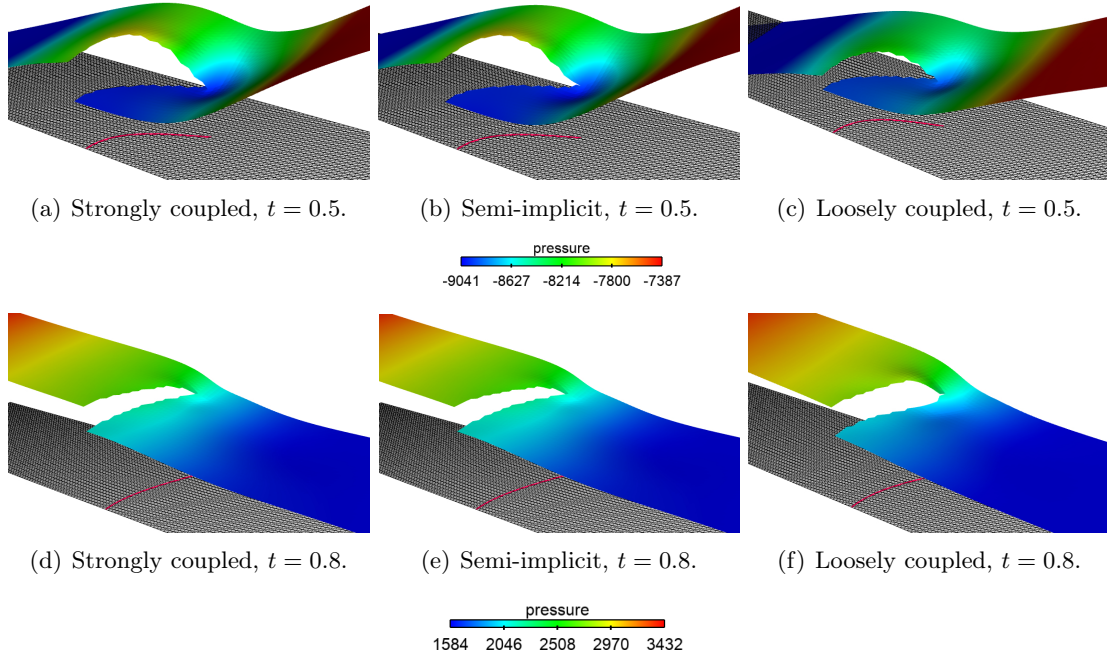 (a) Strongly coupled, t = 0.5.
(b) Semi-implicit, t = 0.5.
(c) Loosely coupled, t = 0.5.
pressure
-9041 -8627 -8214 -7800 -7387
(d) Strongly coupled, t = 0.8.
(e) Semi-implicit, t = 0.8.
(f) Loosely coupled, t = 0.8.
pressure
1584 2046 2508 2970 3432